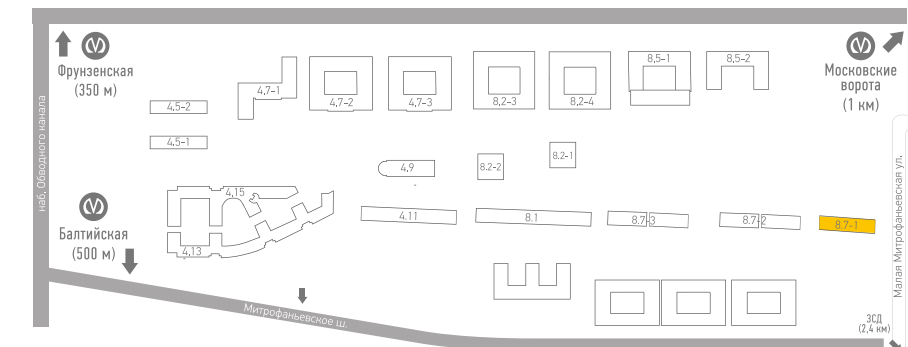 Фрунзенская
(350 м)
Московские
ворота
(1 км)
наб. Обводного канала
4.5-2
4.5-1
4.7-1
4.7-2
4.7-3
8.2-3
8.2-4
8.5-1
8.5-2
4.9
8.2-2
8.2-1
Балтийская
(500 м)
4.15
4.13
4.11
8.1
8.7-3
8.7-2
8.7-1
Малая Митрофаньевская ул.
Митрофаньевское ш.
ЗСД
(2,4 км)